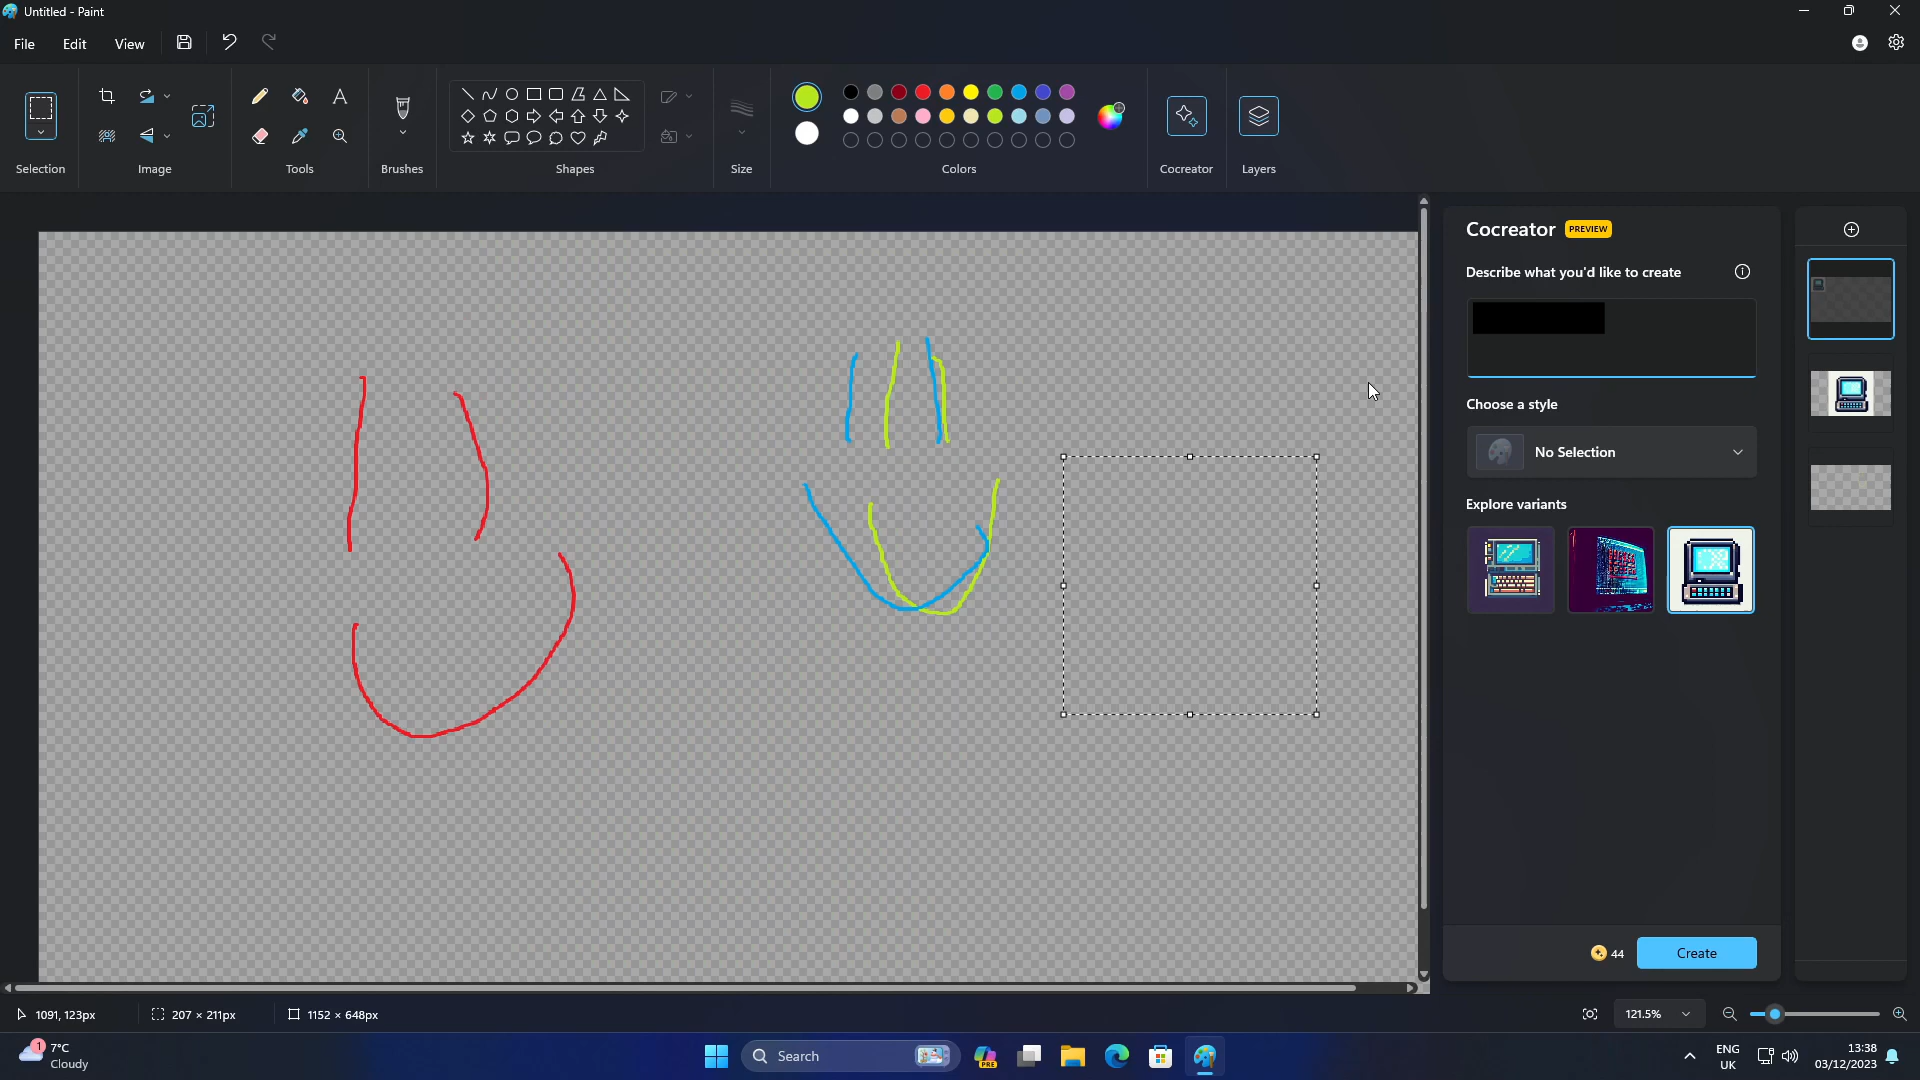 Untitled - Paint
File Edit View
Selection Image Tools Brushes Shapes Size Colors Cocreator Layers
Cocreator PREVIEW
Describe what you'd like to create
Choose a style
No Selection
Explore variants
44 Create
1091, 123px 207 × 211px 1152 × 648px 121.5%
1 7°C
Cloudy
Search
PRE
ENG
UK
13:38
03/12/2023